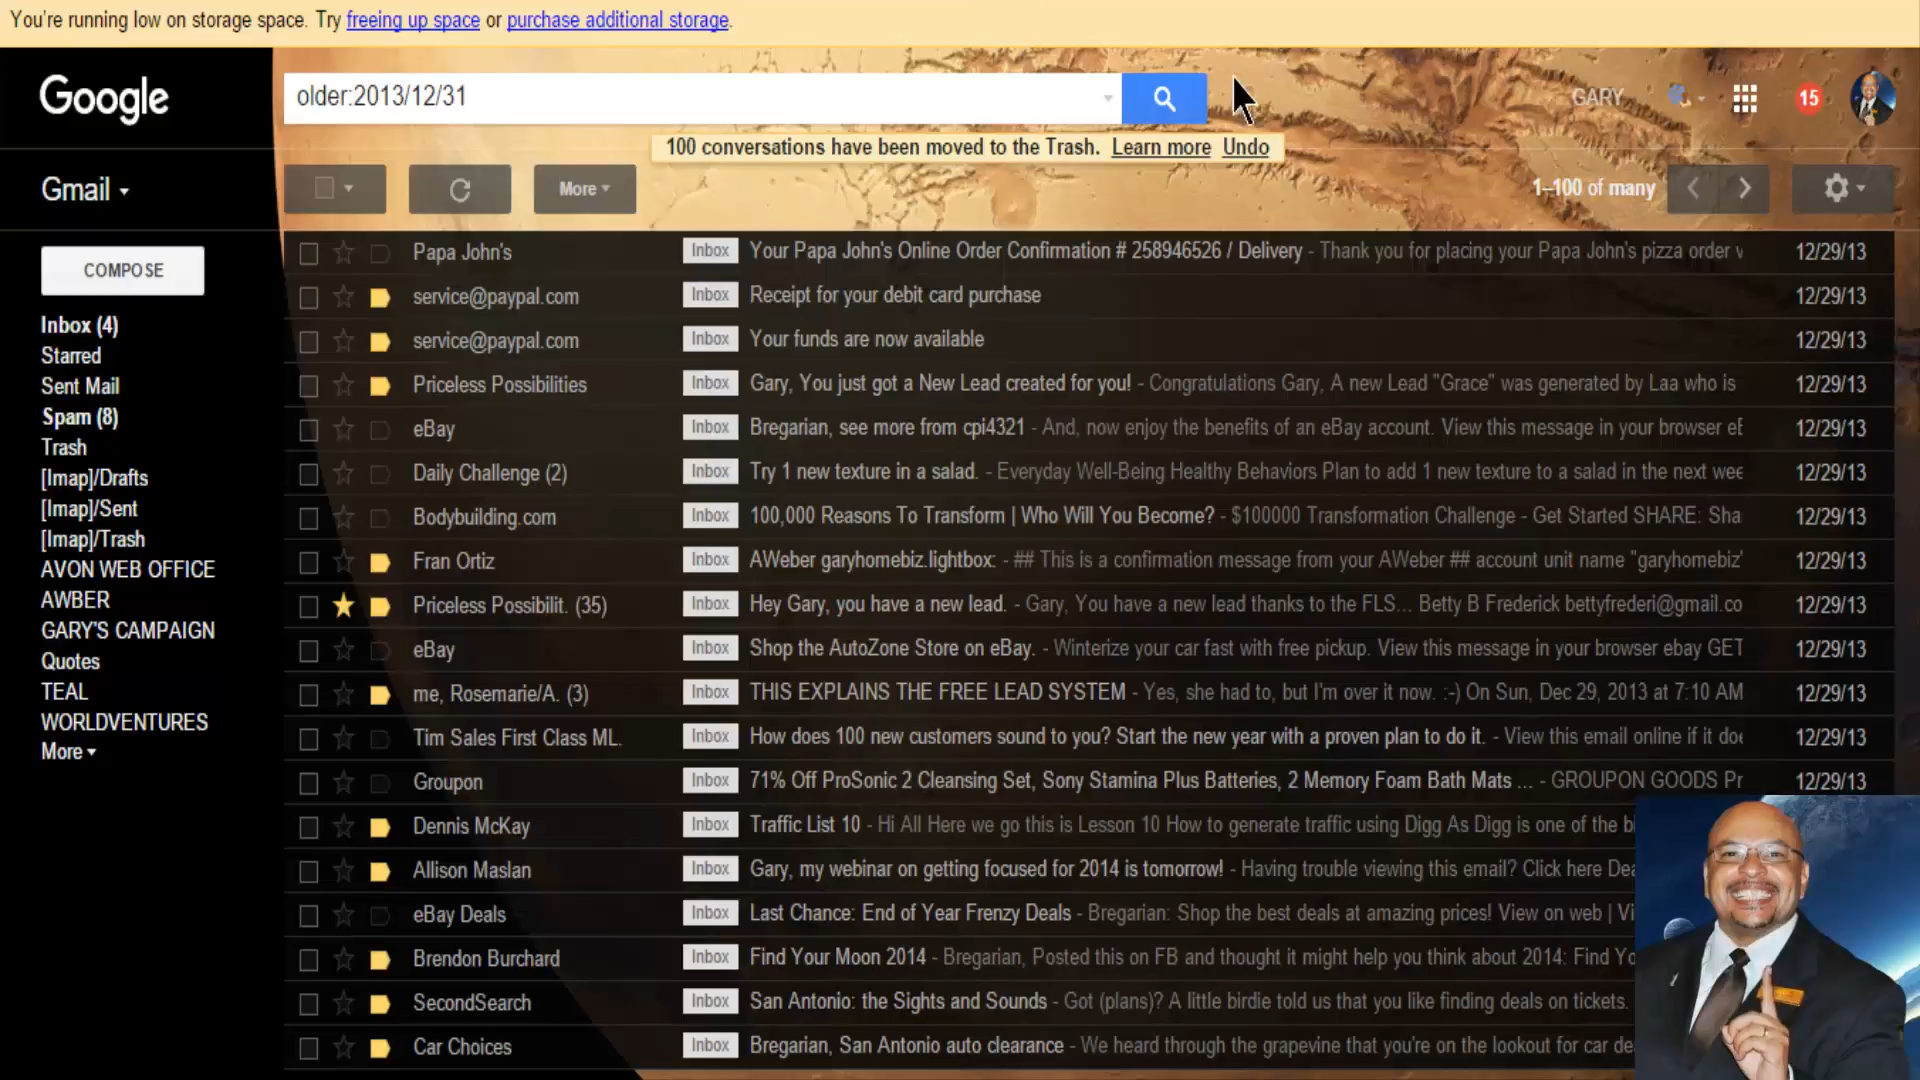 You're running low on storage space. Try freeing up space or purchase additional storage.
Google
older:2013/12/31
GARY
15
100 conversations have been moved to the Trash. Learn more Undo
Gmail
More
1–100 of many
COMPOSE
Inbox (4)
Starred
Sent Mail
Spam (8)
Trash
[Imap]/Drafts
[Imap]/Sent
[Imap]/Trash
AVON WEB OFFICE
AWBER
GARY'S CAMPAIGN
Quotes
TEAL
WORLDVENTURES
More
Papa John's Inbox Your Papa John's Online Order Confirmation # 258946526 / Delivery - Thank you for placing your Papa John's pizza order v 12/29/13
service@paypal.com Inbox Receipt for your debit card purchase 12/29/13
service@paypal.com Inbox Your funds are now available 12/29/13
Priceless Possibilities Inbox Gary, You just got a New Lead created for you! - Congratulations Gary, A new Lead "Grace" was generated by Laa who is 12/29/13
eBay Inbox Bregarian, see more from cpi4321 - And, now enjoy the benefits of an eBay account. View this message in your browser eE 12/29/13
Daily Challenge (2) Inbox Try 1 new texture in a salad. - Everyday Well-Being Healthy Behaviors Plan to add 1 new texture to a salad in the next wee 12/29/13
Bodybuilding.com Inbox 100,000 Reasons To Transform | Who Will You Become? - $100000 Transformation Challenge - Get Started SHARE: Sha 12/29/13
Fran Ortiz Inbox AWeber garyhomebiz.lightbox: - ## This is a confirmation message from your AWeber ## account unit name "garyhomebiz' 12/29/13
Priceless Possibilit. (35) Inbox Hey Gary, you have a new lead. - Gary, You have a new lead thanks to the FLS... Betty B Frederick bettyfrederi@gmail.co 12/29/13
eBay Inbox Shop the AutoZone Store on eBay. - Winterize your car fast with free pickup. View this message in your browser ebay GET 12/29/13
me, Rosemarie/A. (3) Inbox THIS EXPLAINS THE FREE LEAD SYSTEM - Yes, she had to, but I'm over it now. :-) On Sun, Dec 29, 2013 at 7:10 AM 12/29/13
Tim Sales First Class ML. Inbox How does 100 new customers sound to you? Start the new year with a proven plan to do it. - View this email online if it doe 12/29/13
Groupon Inbox 71% Off ProSonic 2 Cleansing Set, Sony Stamina Plus Batteries, 2 Memory Foam Bath Mats ... - GROUPON GOODS Pr 12/29/13
Dennis McKay Inbox Traffic List 10 - Hi All Here we go this is Lesson 10 How to generate traffic using Digg As Digg is one of the bi
Allison Maslan Inbox Gary, my webinar on getting focused for 2014 is tomorrow! - Having trouble viewing this email? Click here Dea
eBay Deals Inbox Last Chance: End of Year Frenzy Deals - Bregarian: Shop the best deals at amazing prices! View on web | Vi
Brendon Burchard Inbox Find Your Moon 2014 - Bregarian, Posted this on FB and thought it might help you think about 2014: Find Yo
SecondSearch Inbox San Antonio: the Sights and Sounds - Got (plans)? A little birdie told us that you like finding deals on tickets.
Car Choices Inbox Bregarian, San Antonio auto clearance - We heard through the grapevine that you're on the lookout for car de